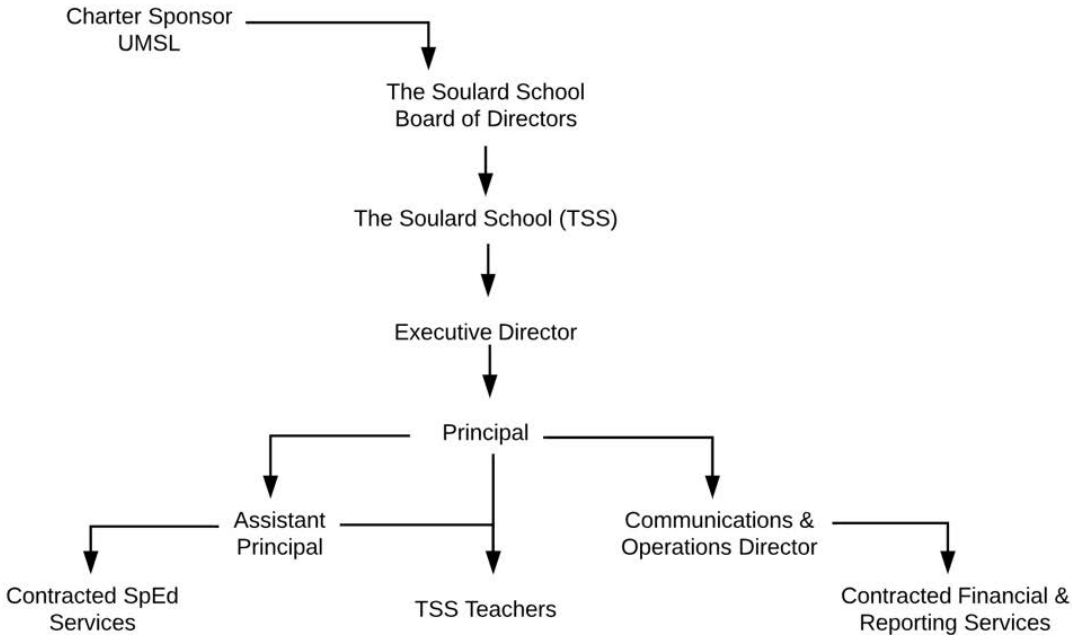 Charter Sponsor
UMSL
The Soulard School
Board of Directors
The Soulard School (TSS)
Executive Director
Principal
Assistant
Principal
Communications &
Operations Director
Contracted SpEd
Services
TSS Teachers
Contracted Financial &
Reporting Services